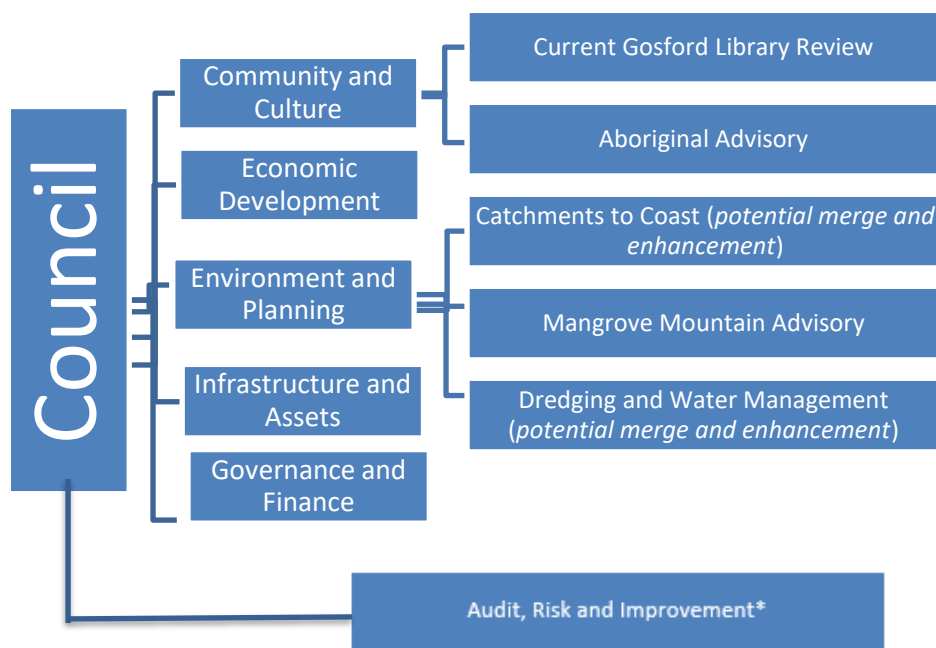 Council
Community and
Culture
Economic
Development
Environment and
Planning
Infrastructure and
Assets
Governance and
Finance
Current Gosford Library Review
Aboriginal Advisory
Catchments to Coast (potential merge and
enhancement)
Mangrove Mountain Advisory
Dredging and Water Management
(potential merge and enhancement)
Audit, Risk and Improvement*